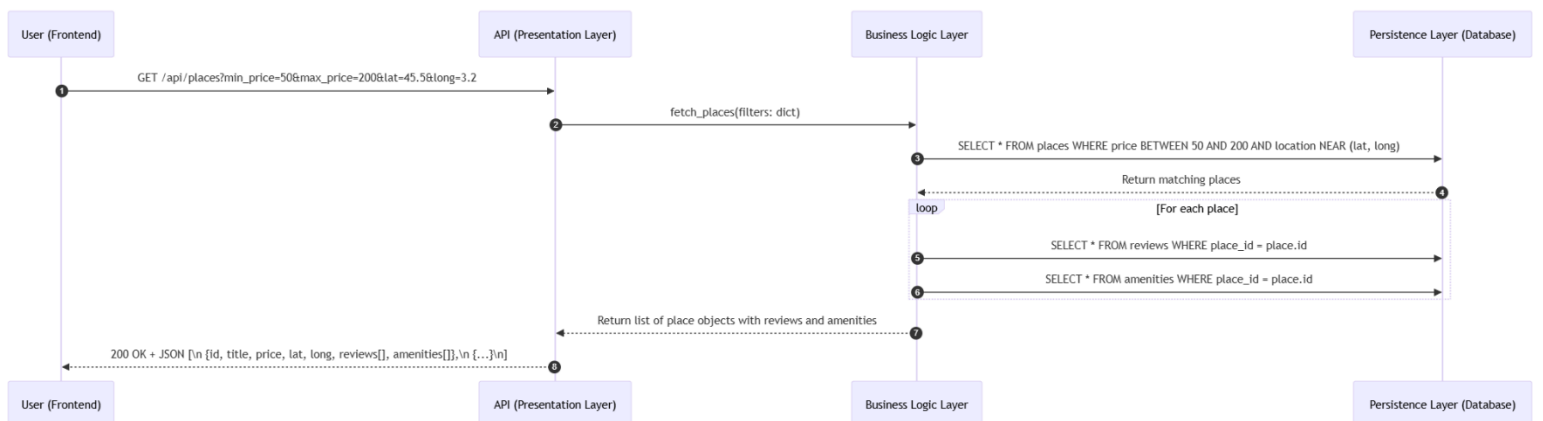 User (Frontend)
API (Presentation Layer)
Business Logic Layer
Persistence Layer (Database)
GET /api/places?min_price=50&max_price=200&lat=45.5&long=3.2
1
fetch_places(filters: dict)
2
SELECT * FROM places WHERE price BETWEEN 50 AND 200 AND location NEAR (lat, long)
3
Return matching places
4
loop
[For each place]
SELECT * FROM reviews WHERE place_id = place.id
5
SELECT * FROM amenities WHERE place_id = place.id
6
Return list of place objects with reviews and amenities
7
200 OK + JSON [\n {id, title, price, lat, long, reviews[], amenities[]},\n {...}\n]
8
User (Frontend)
API (Presentation Layer)
Business Logic Layer
Persistence Layer (Database)